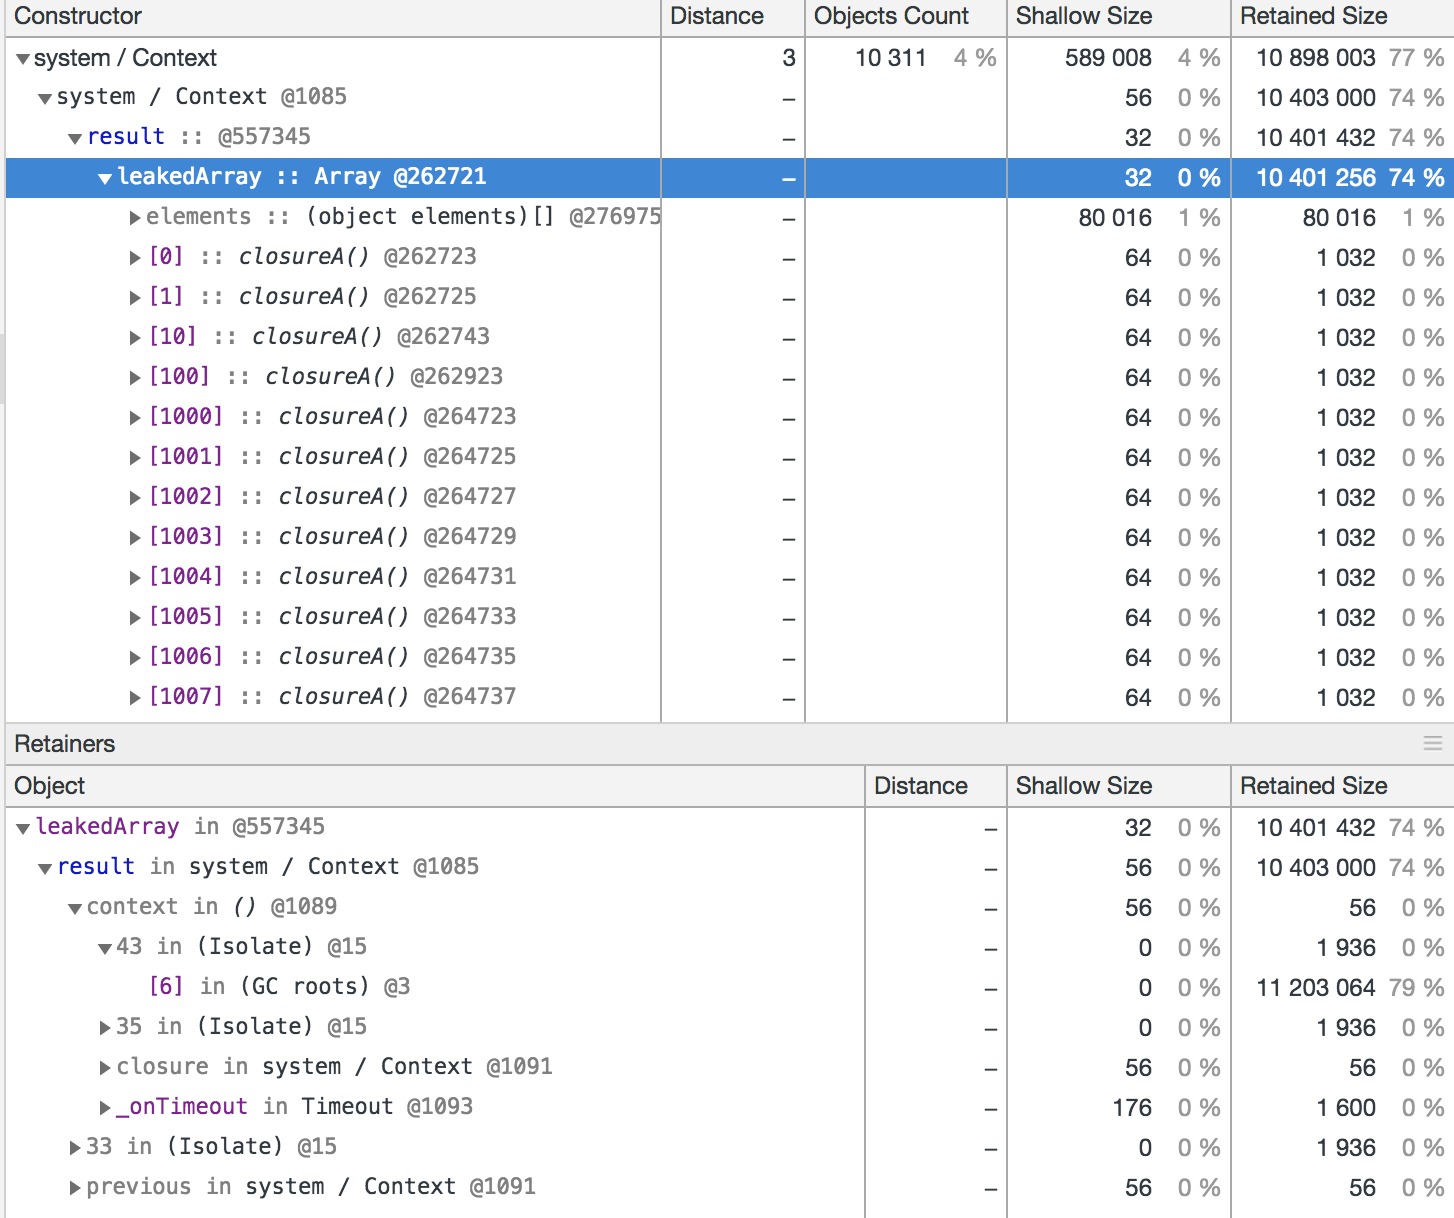 Constructor Distance Objects Count Shallow Size Retained Size
▼system / Context 3 10 311 4 % 589 008 4 % 10 898 003 77 %
▼system / Context @1085 – 56 0 % 10 403 000 74 %
▼result :: @557345 – 32 0 % 10 401 432 74 %
▼leakedArray :: Array @262721 – 32 0 % 10 401 256 74 %
▶elements :: (object elements)[] @276975 – 80 016 1 % 80 016 1 %
▶[0] :: closureA() @262723 – 64 0 % 1 032 0 %
▶[1] :: closureA() @262725 – 64 0 % 1 032 0 %
▶[10] :: closureA() @262743 – 64 0 % 1 032 0 %
▶[100] :: closureA() @262923 – 64 0 % 1 032 0 %
▶[1000] :: closureA() @264723 – 64 0 % 1 032 0 %
▶[1001] :: closureA() @264725 – 64 0 % 1 032 0 %
▶[1002] :: closureA() @264727 – 64 0 % 1 032 0 %
▶[1003] :: closureA() @264729 – 64 0 % 1 032 0 %
▶[1004] :: closureA() @264731 – 64 0 % 1 032 0 %
▶[1005] :: closureA() @264733 – 64 0 % 1 032 0 %
▶[1006] :: closureA() @264735 – 64 0 % 1 032 0 %
▶[1007] :: closureA() @264737 – 64 0 % 1 032 0 %
Retainers
Object Distance Shallow Size Retained Size
▼leakedArray in @557345 – 32 0 % 10 401 432 74 %
▼result in system / Context @1085 – 56 0 % 10 403 000 74 %
▼context in () @1089 – 56 0 % 56 0 %
▼43 in (Isolate) @15 – 0 0 % 1 936 0 %
[6] in (GC roots) @3 – 0 0 % 11 203 064 79 %
▶35 in (Isolate) @15 – 0 0 % 1 936 0 %
▶closure in system / Context @1091 – 56 0 % 56 0 %
▶_onTimeout in Timeout @1093 – 176 0 % 1 600 0 %
▶33 in (Isolate) @15 – 0 0 % 1 936 0 %
▶previous in system / Context @1091 – 56 0 % 56 0 %